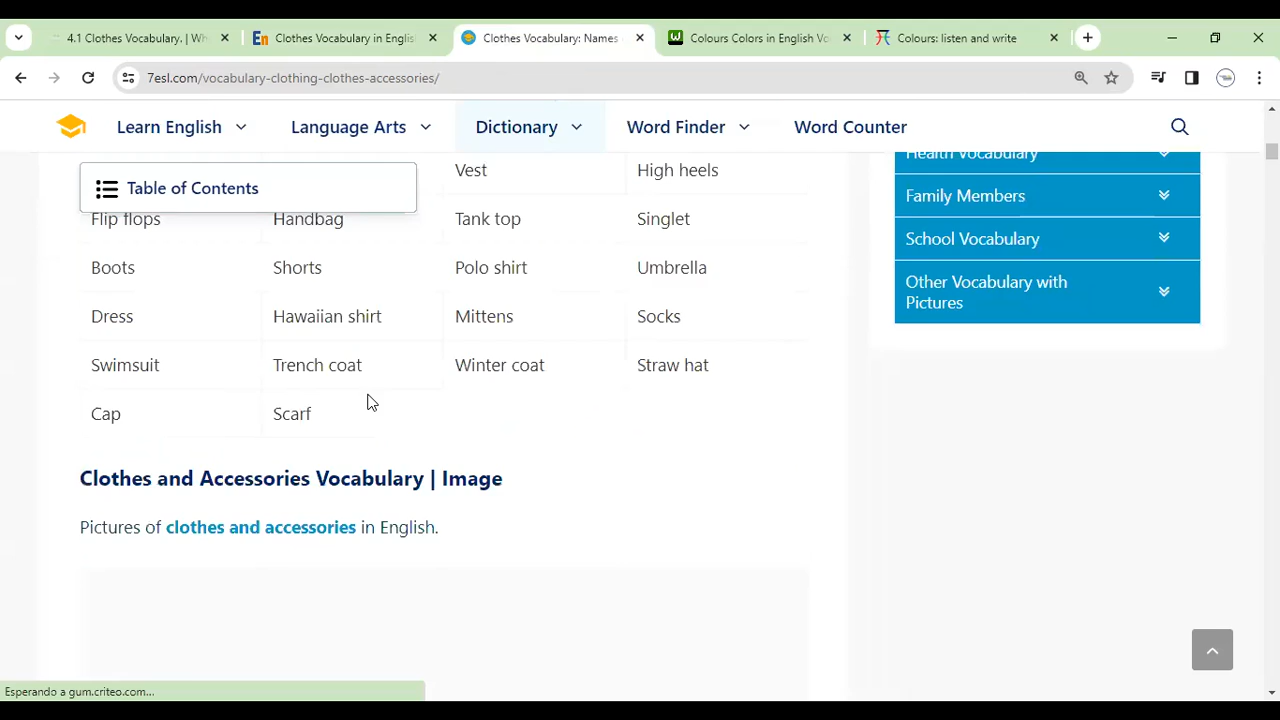 4.1 Clothes Vocabulary. | Wh
Clothes Vocabulary in Englis
Clothes Vocabulary: Names
Colours Colors in English Vo
Colours: listen and write
7esl.com/vocabulary-clothing-clothes-accessories/
Learn English Language Arts Dictionary Word Finder Word Counter
Table of Contents
Vest High heels
Flip flops Handbag Tank top Singlet
Boots Shorts Polo shirt Umbrella
Dress Hawaiian shirt Mittens Socks
Swimsuit Trench coat Winter coat Straw hat
Cap Scarf
Clothes and Accessories Vocabulary | Image
Pictures of clothes and accessories in English.
Health Vocabulary
Family Members
School Vocabulary
Other Vocabulary with
Pictures
Esperando a gum.criteo.com...